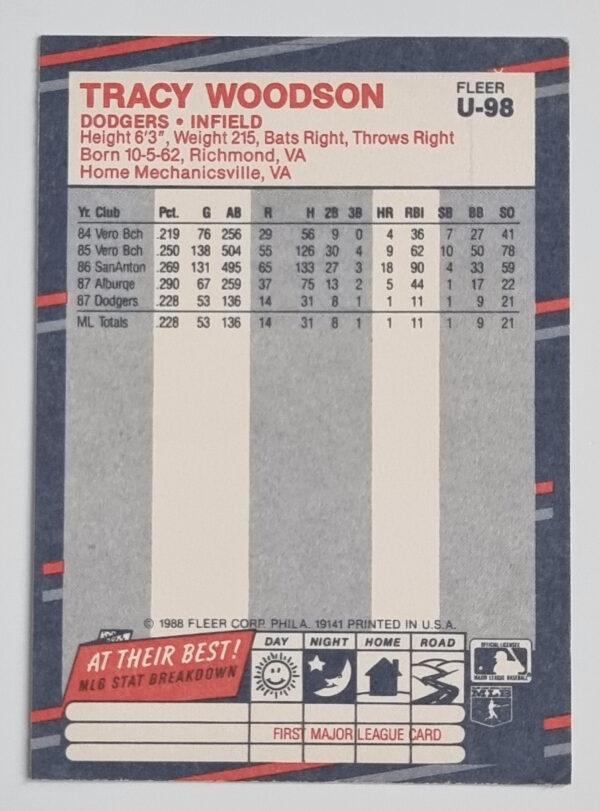 TRACY WOODSON
FLEER
U-98
DODGERS • INFIELD
Height 6'3", Weight 215, Bats Right, Throws Right
Born 10-5-62, Richmond, VA
Home Mechanicsville, VA
Yr. Club Pct. G AB R H 2B 3B HR RBI SB BB SO
84 Vero Bch .219 76 256 29 56 9 0 4 36 7 27 41
85 Vero Bch .250 138 504 55 126 30 4 9 62 10 50 78
86 SanAnton .269 131 495 65 133 27 3 18 90 4 33 59
87 Alburqe .290 67 259 37 75 13 2 5 44 1 17 22
87 Dodgers .228 53 136 14 31 8 1 1 11 1 9 21
ML Totals .228 53 136 14 31 8 1 1 11 1 9 21
© 1988 FLEER CORP. PHILA. 19141 PRINTED IN U.S.A.
AT THEIR BEST!
MLB STAT BREAKDOWN
DAY NIGHT HOME ROAD
OFFICIAL LICENSEE
MAJOR LEAGUE BASEBALL
MLB
FIRST MAJOR LEAGUE CARD